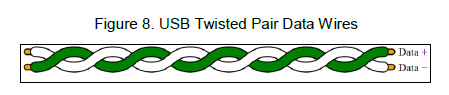 Figure 8. USB Twisted Pair Data Wires
Data +
Data −